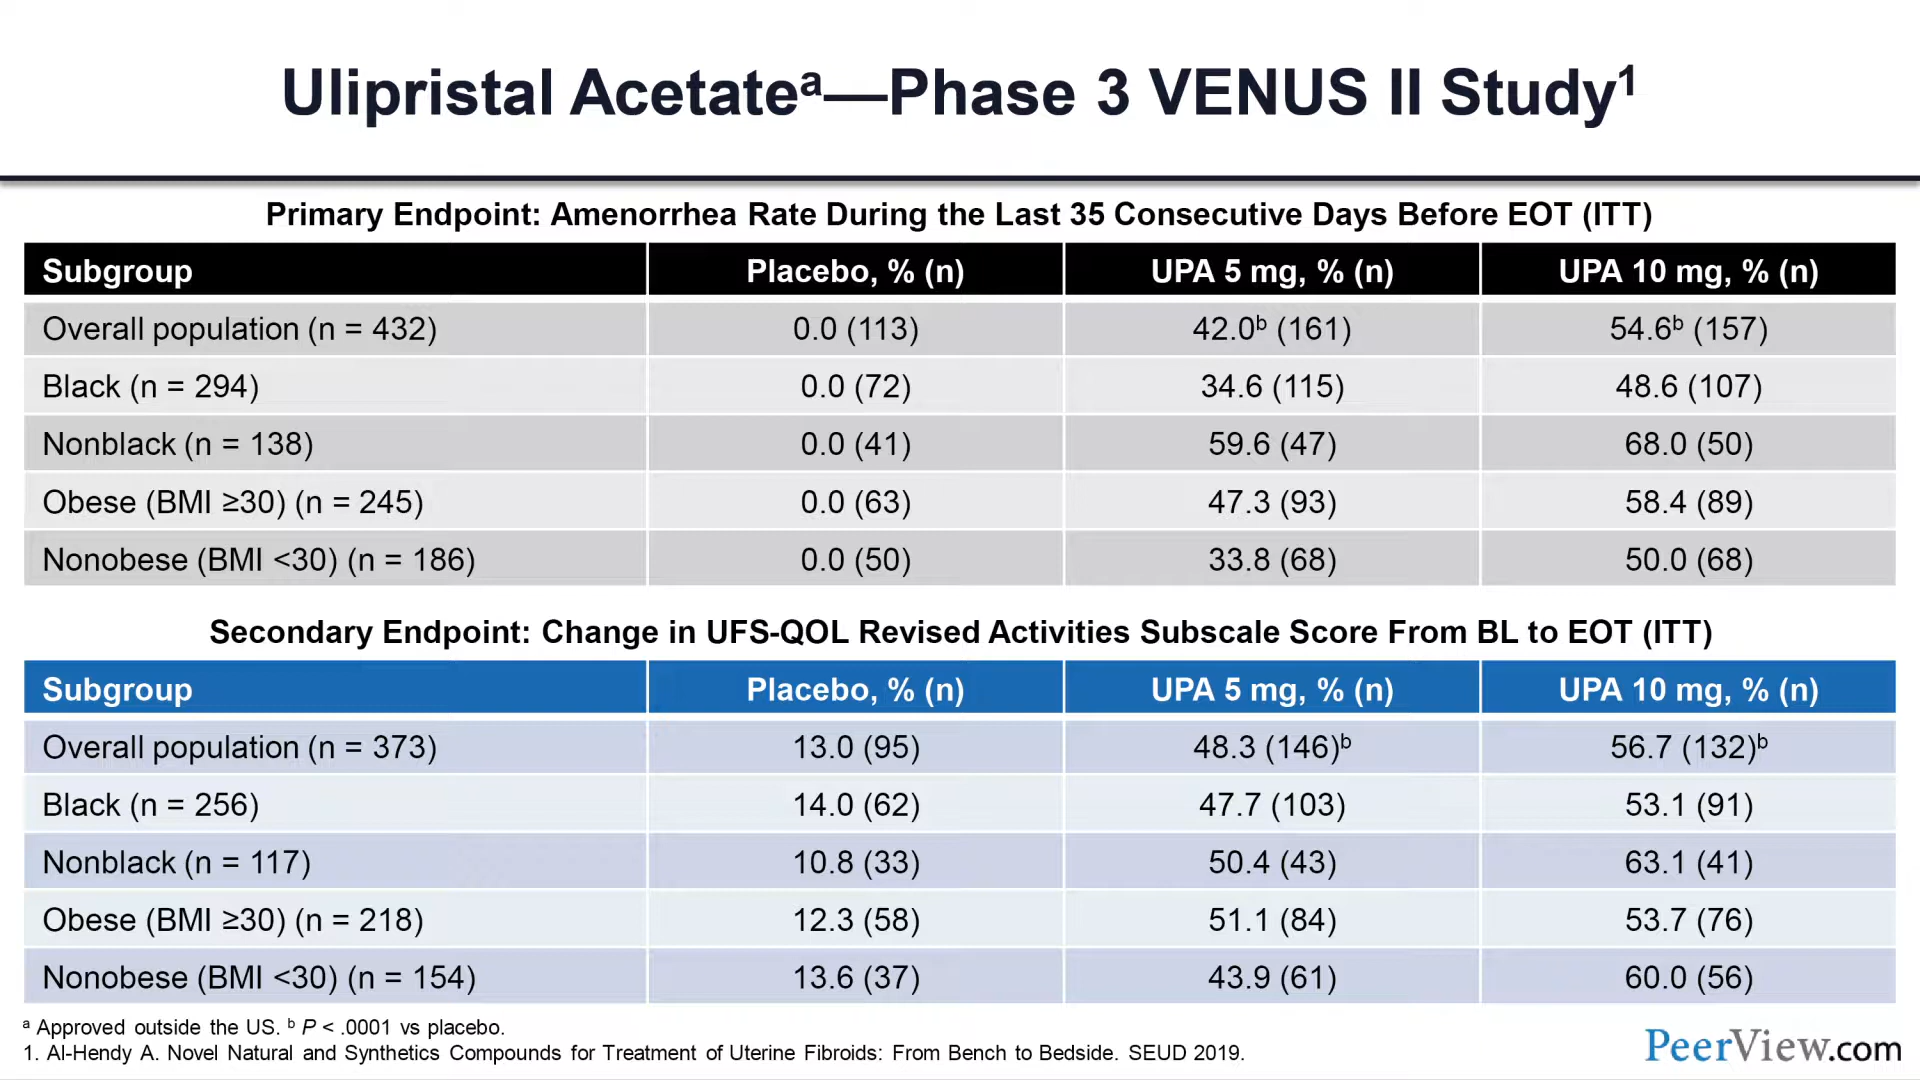 Ulipristal Acetateᵃ—Phase 3 VENUS II Study¹
Primary Endpoint: Amenorrhea Rate During the Last 35 Consecutive Days Before EOT (ITT)
Subgroup Placebo, % (n) UPA 5 mg, % (n) UPA 10 mg, % (n)
Overall population (n = 432) 0.0 (113) 42.0ᵇ (161) 54.6ᵇ (157)
Black (n = 294) 0.0 (72) 34.6 (115) 48.6 (107)
Nonblack (n = 138) 0.0 (41) 59.6 (47) 68.0 (50)
Obese (BMI ≥30) (n = 245) 0.0 (63) 47.3 (93) 58.4 (89)
Nonobese (BMI <30) (n = 186) 0.0 (50) 33.8 (68) 50.0 (68)
Secondary Endpoint: Change in UFS-QOL Revised Activities Subscale Score From BL to EOT (ITT)
Subgroup Placebo, % (n) UPA 5 mg, % (n) UPA 10 mg, % (n)
Overall population (n = 373) 13.0 (95) 48.3 (146)ᵇ 56.7 (132)ᵇ
Black (n = 256) 14.0 (62) 47.7 (103) 53.1 (91)
Nonblack (n = 117) 10.8 (33) 50.4 (43) 63.1 (41)
Obese (BMI ≥30) (n = 218) 12.3 (58) 51.1 (84) 53.7 (76)
Nonobese (BMI <30) (n = 154) 13.6 (37) 43.9 (61) 60.0 (56)
ᵃ Approved outside the US. ᵇ P < .0001 vs placebo.
1. Al-Hendy A. Novel Natural and Synthetics Compounds for Treatment of Uterine Fibroids: From Bench to Bedside. SEUD 2019.
PeerView.com